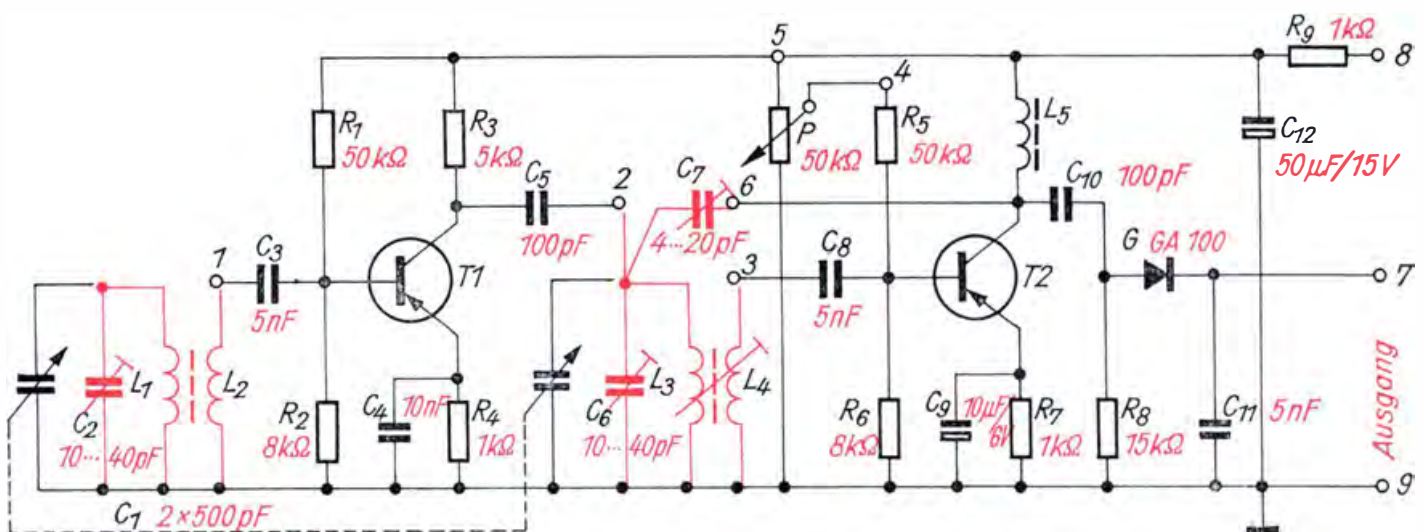 5
R9 1kΩ
8
4
R1
50kΩ
R3
5kΩ
P
50kΩ
R5
50kΩ
L5
C12
50µF/15V
C5
100pF
2
C7
4...20pF
6
C10
100pF
1
C3
5nF
T1
3
C8
5nF
T2
G GA 100
7
L1
C2
10...40pF
L2
R2
8kΩ
C4
10nF
R4
1kΩ
C6
10...40pF
L3
L4
R6
8kΩ
C9
10µF/
6V
R7
1kΩ
R8
15kΩ
C11
5nF
Ausgang
9
C1 2×500pF